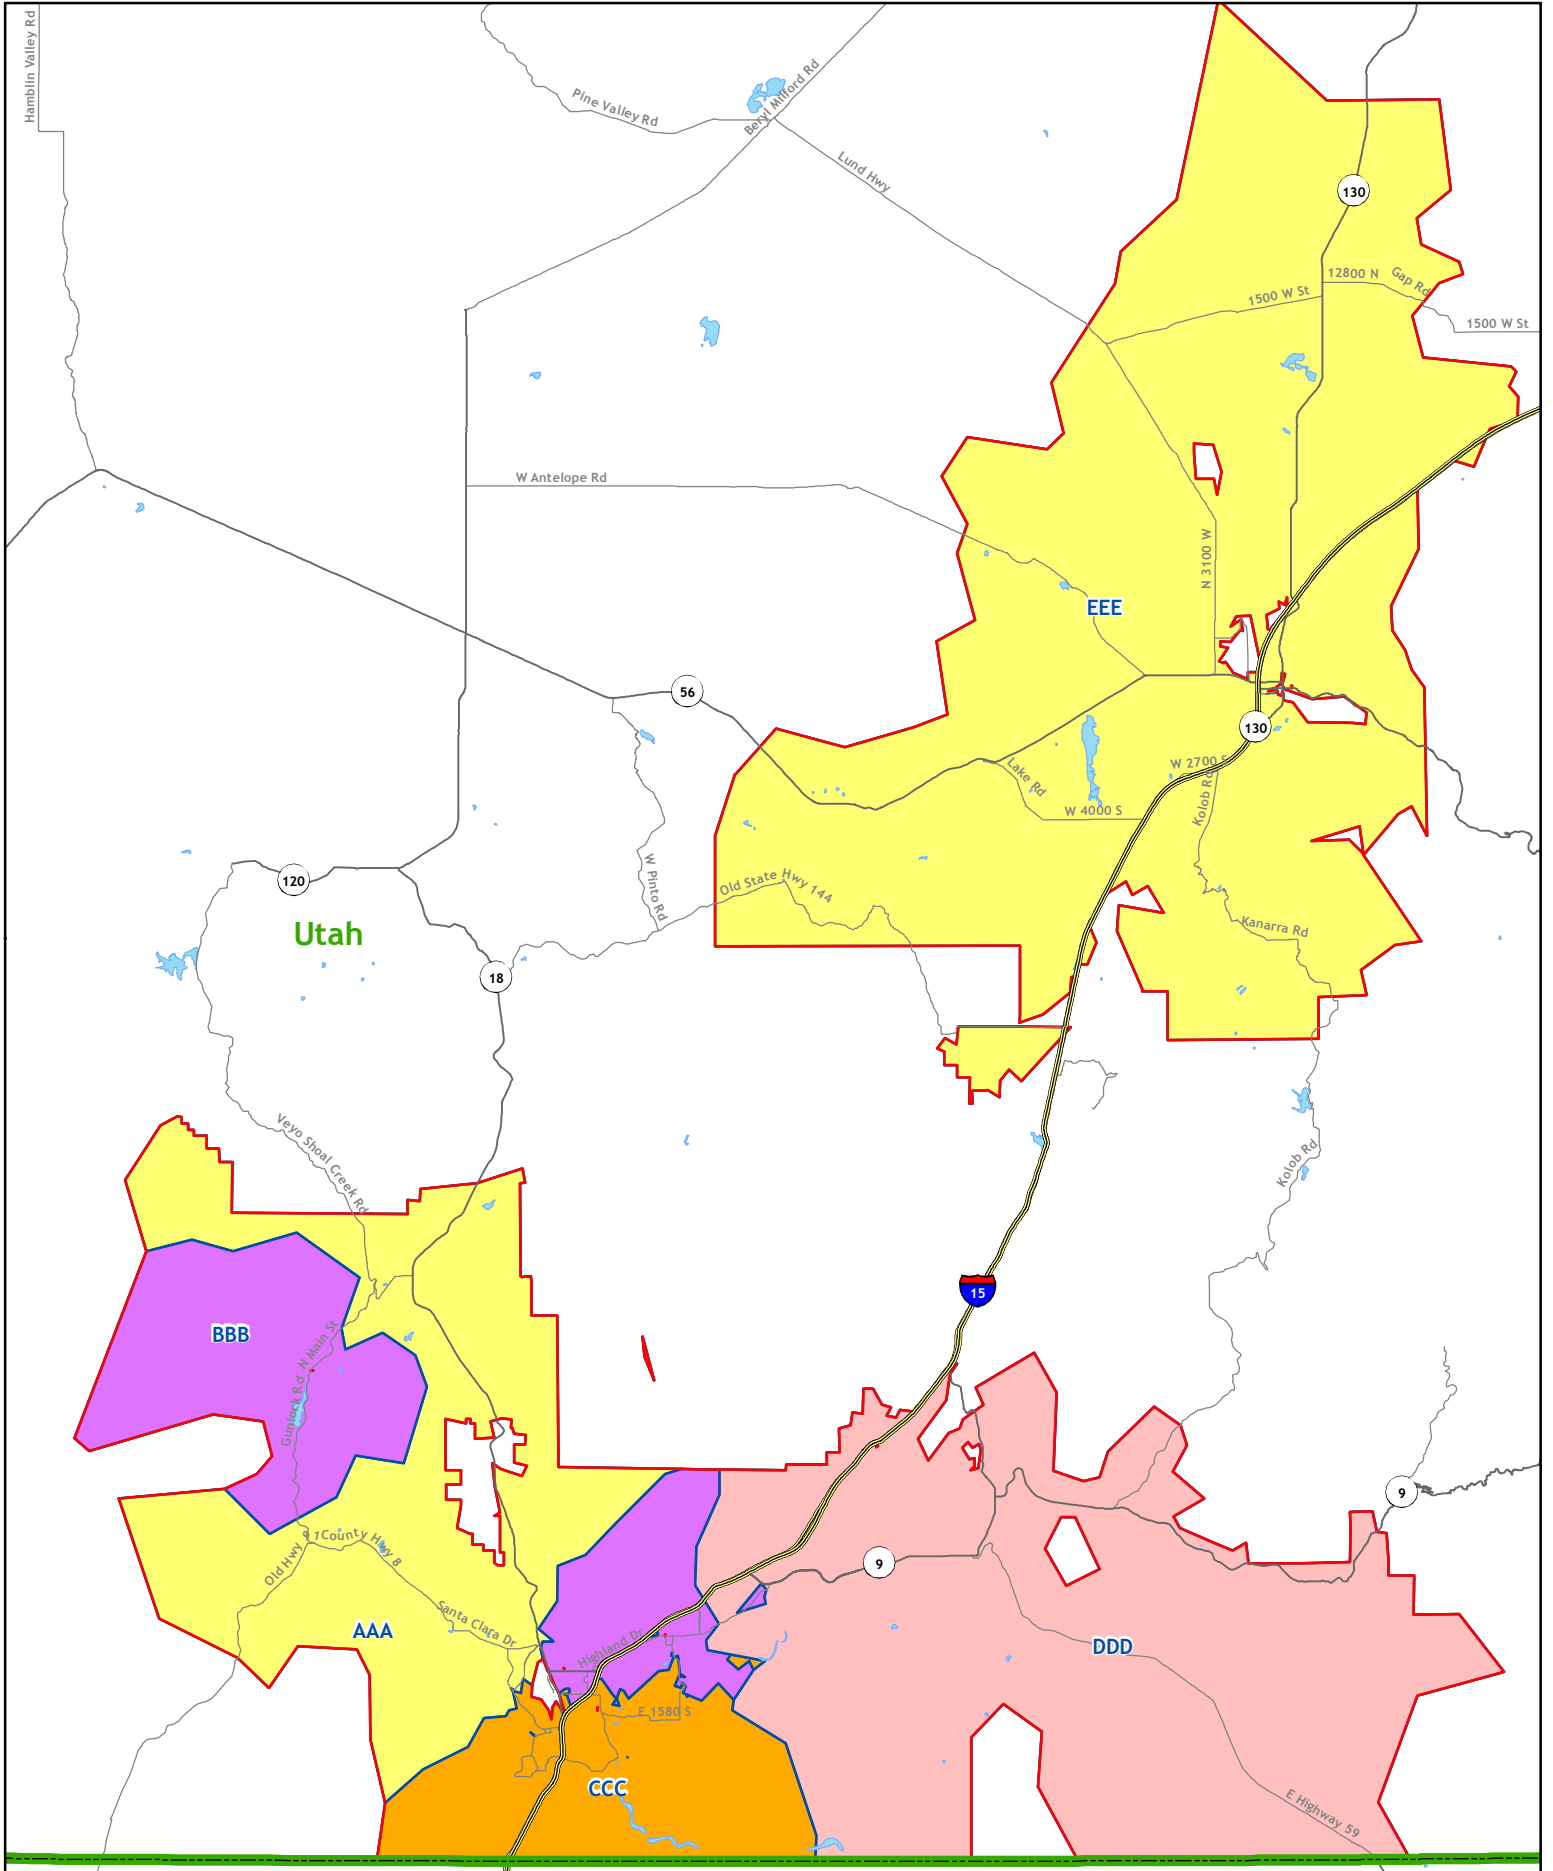 Hamblin Valley Rd
Pine Valley Rd
Beryl Milford Rd
Lund Hwy
130
12800 N
Gap Rd
1500 W St
1500 W St
W Antelope Rd
N 3100 W
EEE
56
130
W 2700 S
Lake Rd
Kolob Rd
W 4000 S
W Pinto Rd
Old State Hwy 144
120
Utah
Kanarra Rd
18
Veyo Shoal Creek Rd
Kolob Rd
15
BBB
N Main St
Gunlock Rd
9
9 1County Hwy 8
Old Hwy
9
Santa Clara Dr
AAA
Highland Dr
DDD
E 1580 S
CCC
E Highway 59